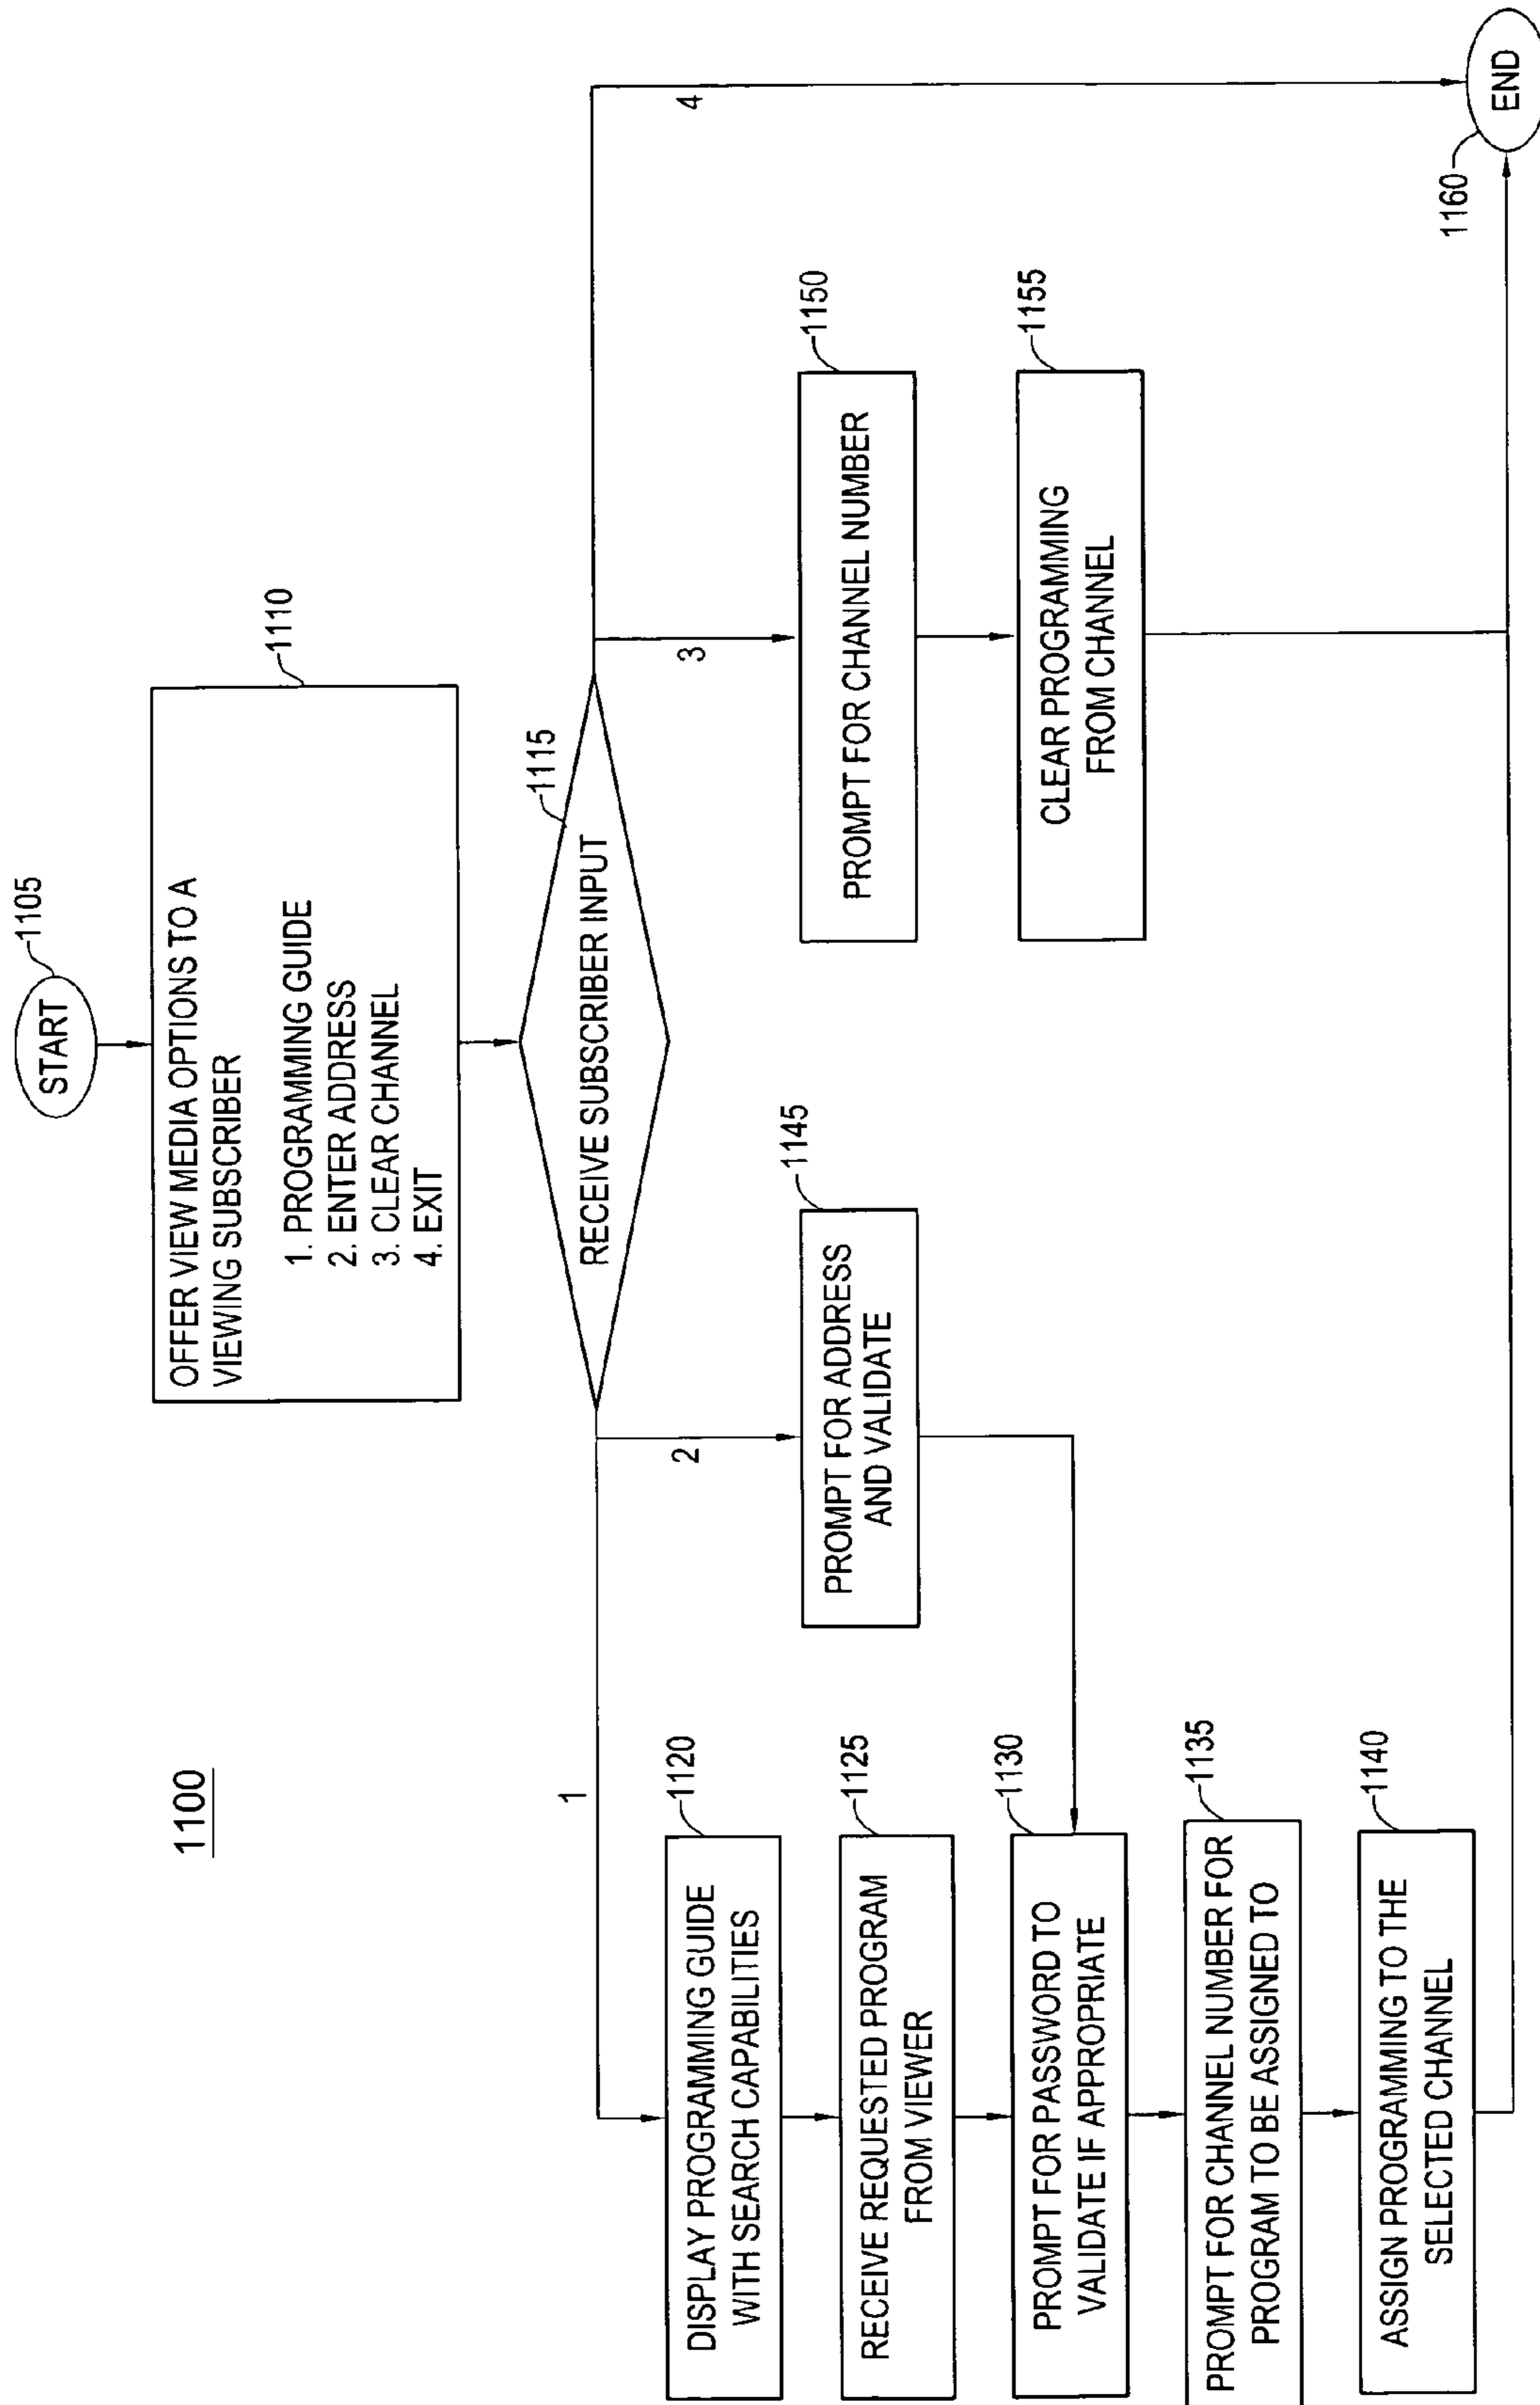 1100
START
1105
OFFER VIEW MEDIA OPTIONS TO A
VIEWING SUBSCRIBER
1. PROGRAMMING GUIDE
2. ENTER ADDRESS
3. CLEAR CHANNEL
4. EXIT
1110
RECEIVE SUBSCRIBER INPUT
1115
1
2
3
4
DISPLAY PROGRAMMING GUIDE
WITH SEARCH CAPABILITIES
1120
RECEIVE REQUESTED PROGRAM
FROM VIEWER
1125
PROMPT FOR PASSWORD TO
VALIDATE IF APPROPRIATE
1130
PROMPT FOR CHANNEL NUMBER FOR
PROGRAM TO BE ASSIGNED TO
1135
ASSIGN PROGRAMMING TO THE
SELECTED CHANNEL
1140
PROMPT FOR ADDRESS
AND VALIDATE
1145
PROMPT FOR CHANNEL NUMBER
1150
CLEAR PROGRAMMING
FROM CHANNEL
1155
1160
END